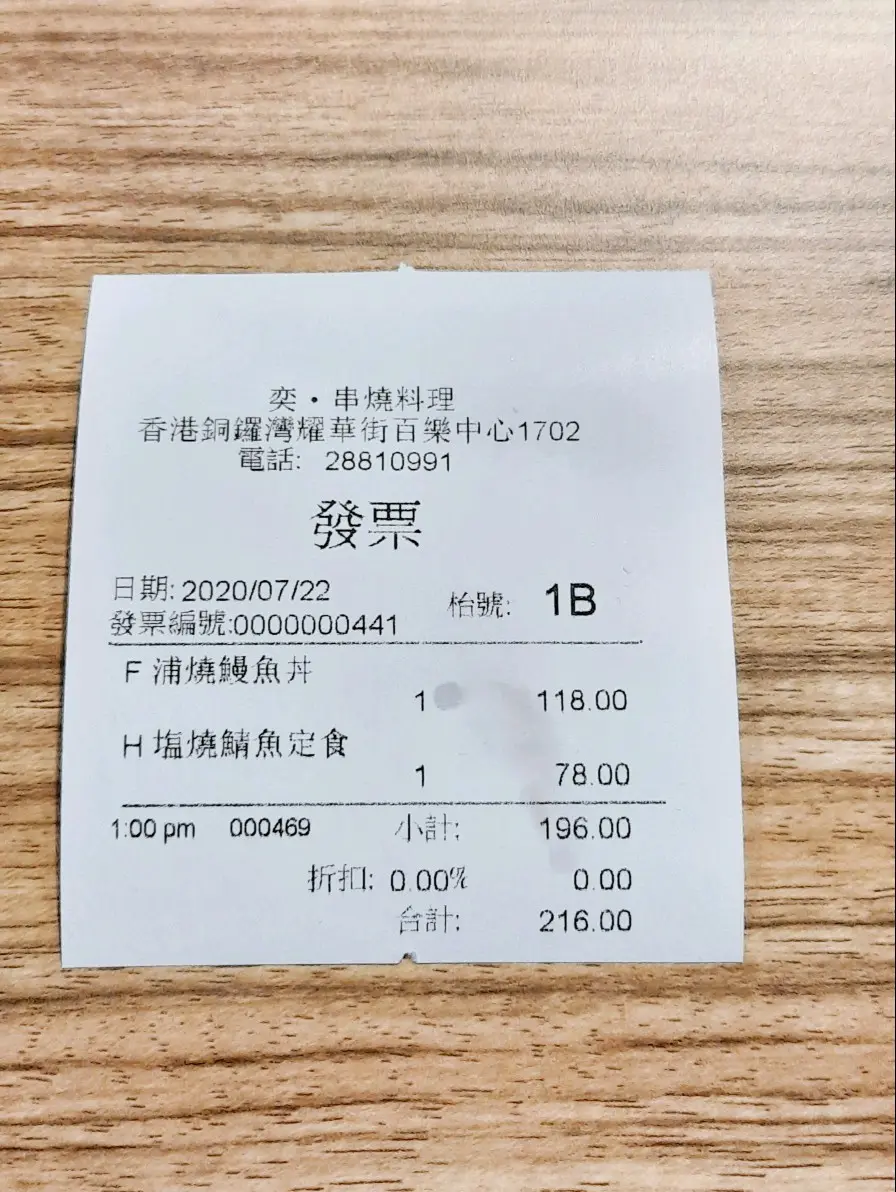 奕・串燒料理
香港銅鑼灣耀華街百樂中心1702
電話: 28810991
發票
日期: 2020/07/22
枱號: 1B
發票編號:0000000441
F 浦燒鰻魚丼
1 118.00
H 塩燒鯖魚定食
1 78.00
1:00 pm 000469 小計: 196.00
折扣: 0.00% 0.00
合計: 216.00